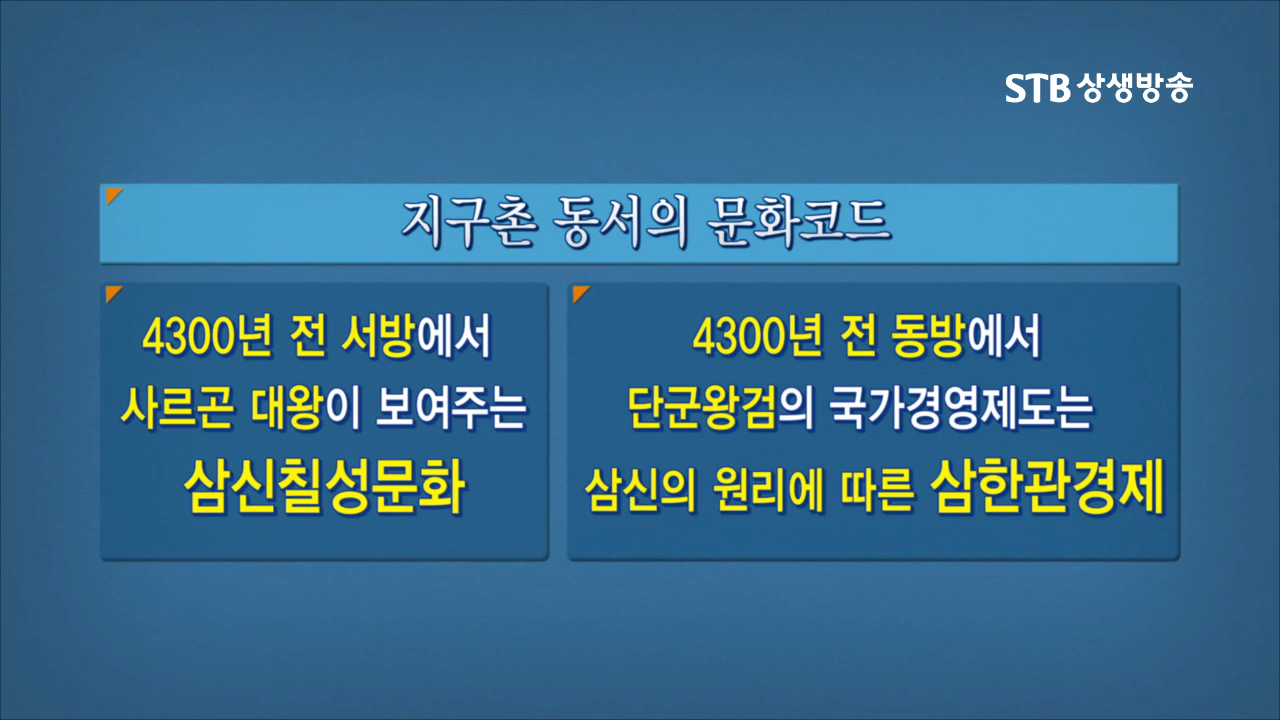 STB 상생방송
지구촌 동서의 문화코드
4300년 전 서방에서
사르곤 대왕이 보여주는
삼신칠성문화
4300년 전 동방에서
단군왕검의 국가경영제도는
삼신의 원리에 따른 삼한관경제